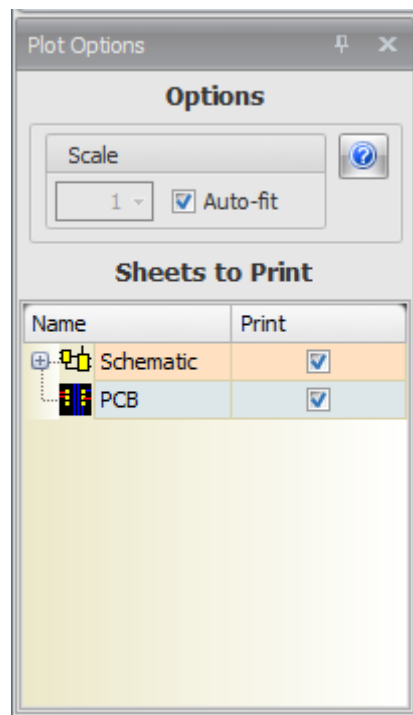 Plot Options
Options
Scale
1
Auto-fit
Sheets to Print
Name Print
Schematic
PCB